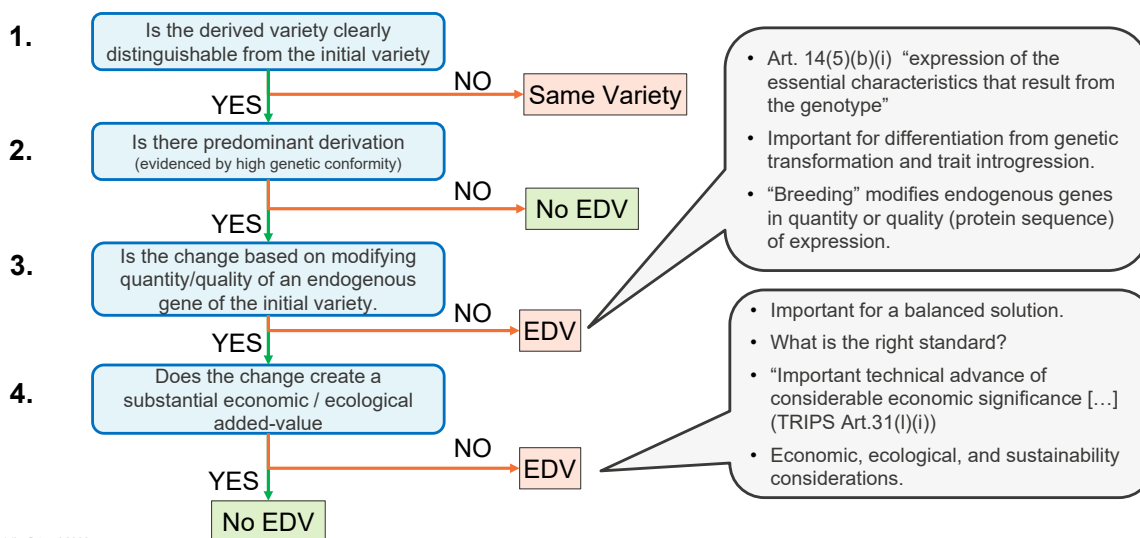 1.
Is the derived variety clearly
distinguishable from the initial variety
NO
Same Variety
YES
2.
Is there predominant derivation
(evidenced by high genetic conformity)
NO
No EDV
YES
3.
Is the change based on modifying
quantity/quality of an endogenous
gene of the initial variety.
NO
EDV
YES
4.
Does the change create a
substantial economic / ecological
added-value
NO
EDV
YES
No EDV
• Art. 14(5)(b)(i) “expression of the
essential characteristics that result from
the genotype”
• Important for differentiation from genetic
transformation and trait introgression.
• “Breeding” modifies endogenous genes
in quantity or quality (protein sequence)
of expression.
• Important for a balanced solution.
• What is the right standard?
• “Important technical advance of
considerable economic significance […]
(TRIPS Art.31(l)(i))
• Economic, ecological, and sustainability
considerations.